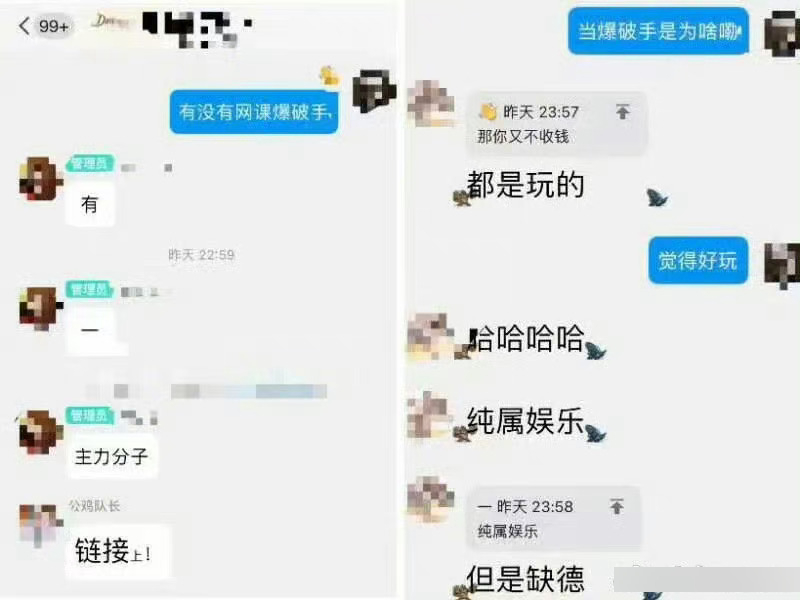 99+
有没有网课爆破手
管理员
有
昨天 22:59
管理员
一
管理员
主力分子
公鸡队长
链接上!
当爆破手是为啥嘞
昨天 23:57
那你又不收钱
都是玩的
觉得好玩
哈哈哈哈
纯属娱乐
一 昨天 23:58
纯属娱乐
但是缺德